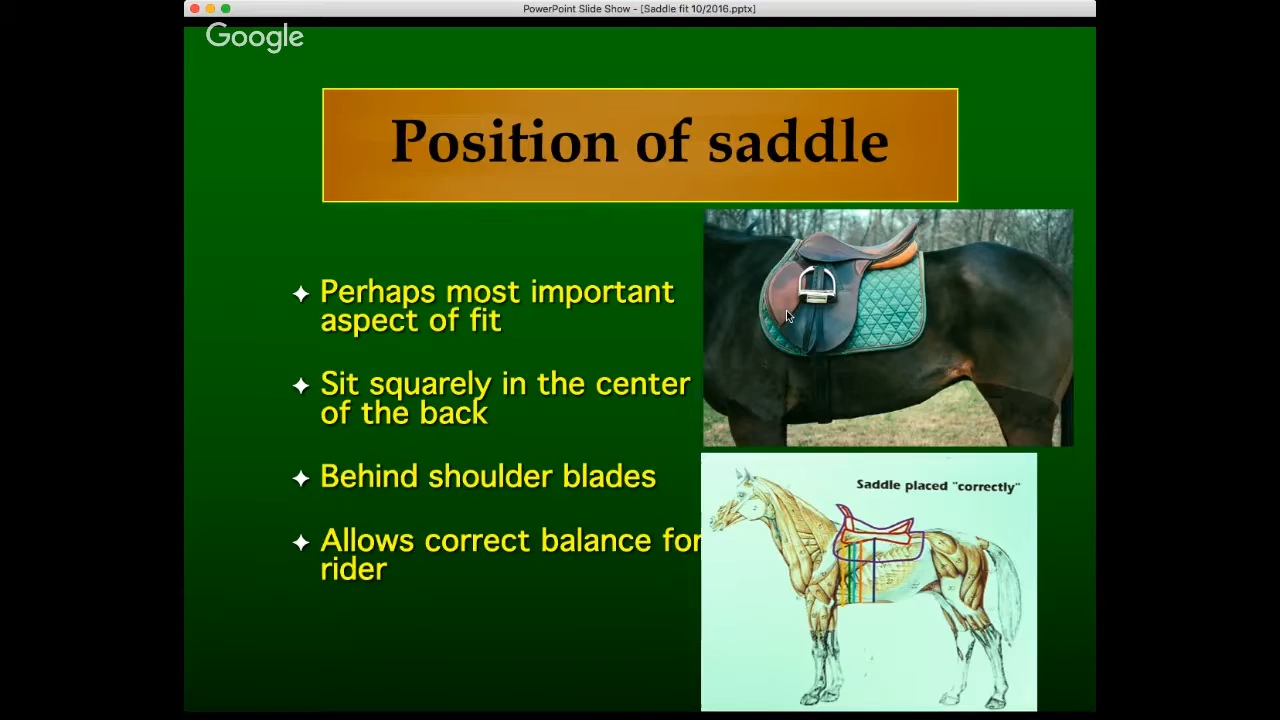 PowerPoint Slide Show - [Saddle fit 10/2016.pptx]
Google
Position of saddle
Perhaps most important
aspect of fit
Sit squarely in the center
of the back
Behind shoulder blades
Allows correct balance for
rider
Saddle placed "correctly"